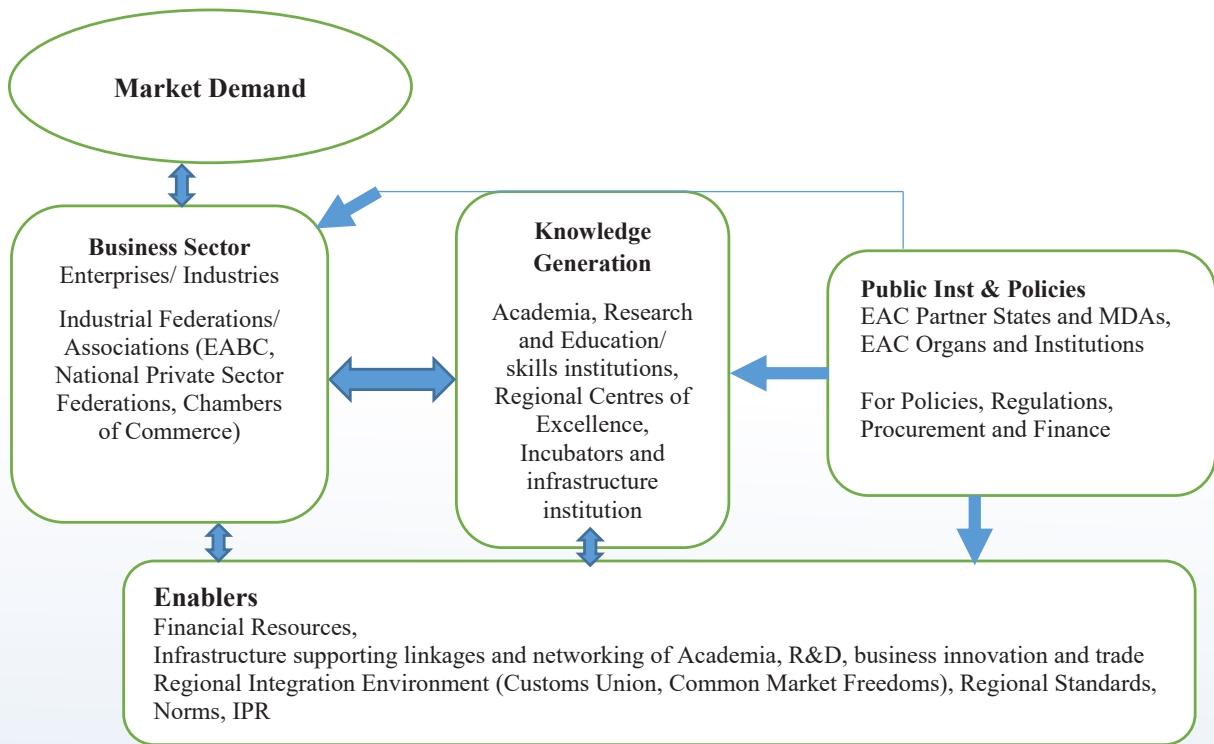 Market Demand
Business Sector
Enterprises/ Industries
Industrial Federations/
Associations (EABC,
National Private Sector
Federations, Chambers
of Commerce)
Knowledge
Generation
Academia, Research
and Education/
skills institutions,
Regional Centres of
Excellence,
Incubators and
infrastructure
institution
Public Inst & Policies
EAC Partner States and MDAs,
EAC Organs and Institutions
For Policies, Regulations,
Procurement and Finance
Enablers
Financial Resources,
Infrastructure supporting linkages and networking of Academia, R&D, business innovation and trade
Regional Integration Environment (Customs Union, Common Market Freedoms), Regional Standards,
Norms, IPR